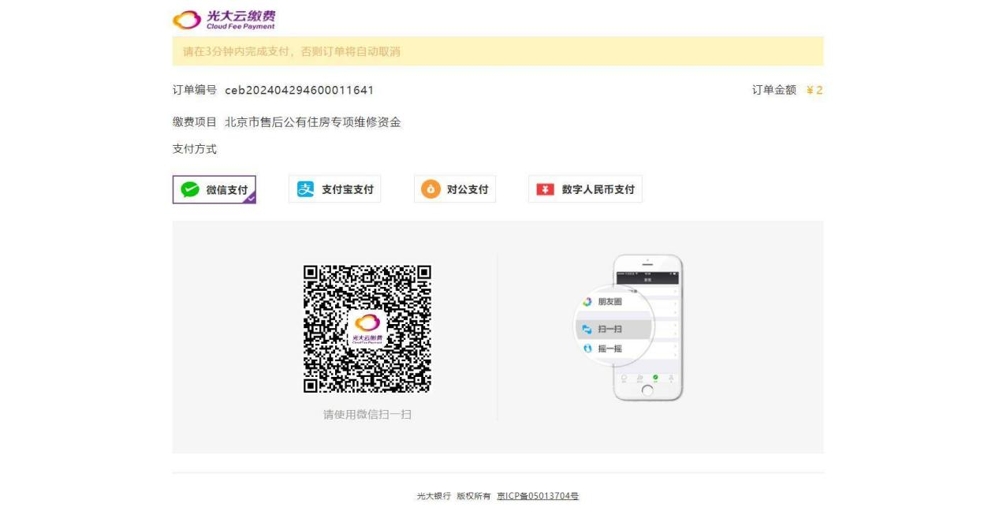 光大云缴费
Cloud Fee Payment
请在3分钟内完成支付，否则订单将自动取消
订单编号 ceb202404294600011641 订单金额 ¥2
缴费项目 北京市售后公有住房专项维修资金
支付方式
微信支付 支付宝支付 对公支付 数字人民币支付
朋友圈
扫一扫
摇一摇
光大云缴费
Cloud Fee Payment
请使用微信扫一扫
光大银行 版权所有 京ICP备05013704号